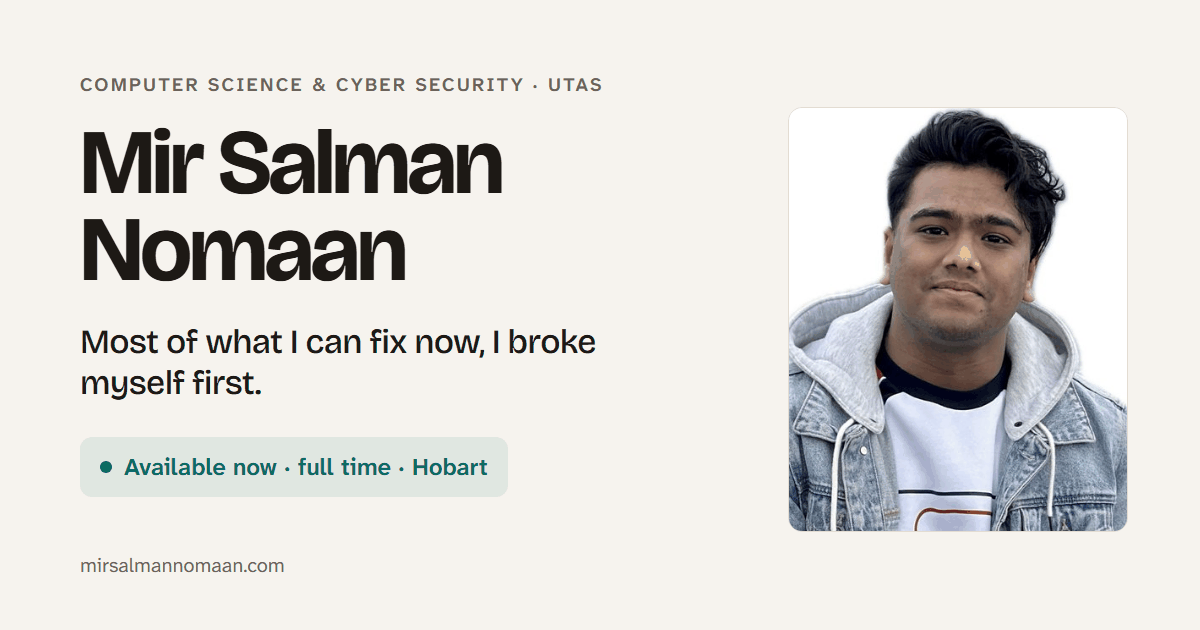 COMPUTER SCIENCE & CYBER SECURITY · UTAS
Mir Salman
Nomaan
Most of what I can fix now, I broke
myself first.
Available now · full time · Hobart
mirsalmannomaan.com